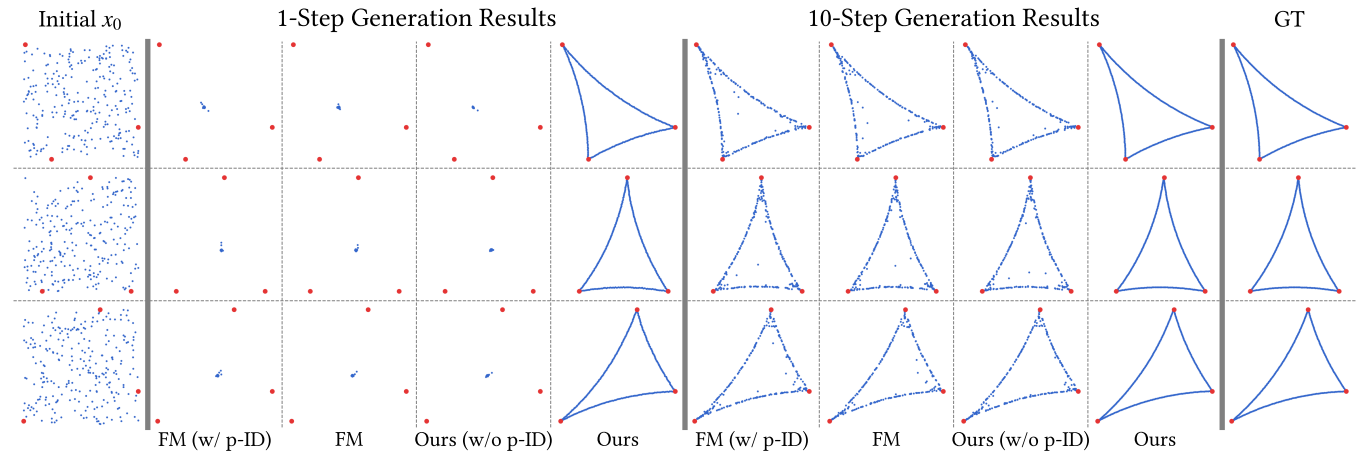 Initial x₀ 1-Step Generation Results 10-Step Generation Results GT
FM (w/ p-ID) FM Ours (w/o p-ID) Ours FM (w/ p-ID) FM Ours (w/o p-ID) Ours